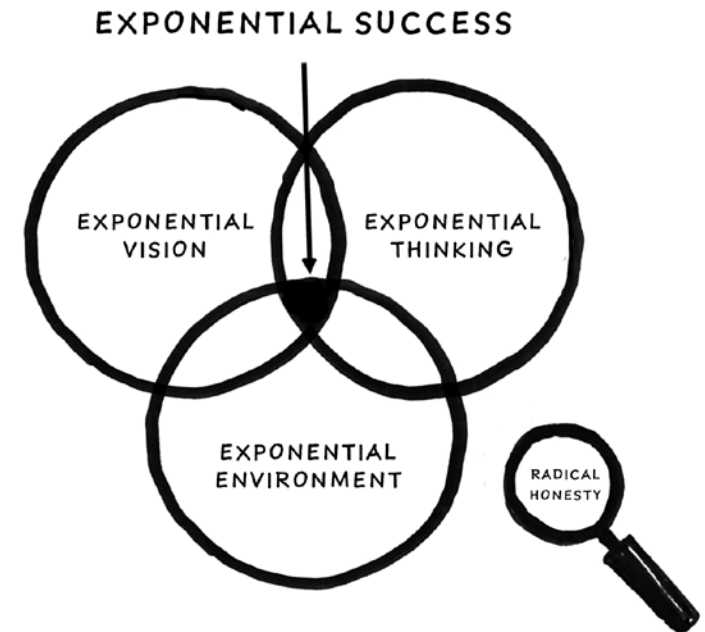 EXPONENTIAL SUCCESS
EXPONENTIAL
VISION
EXPONENTIAL
THINKING
EXPONENTIAL
ENVIRONMENT
RADICAL
HONESTY